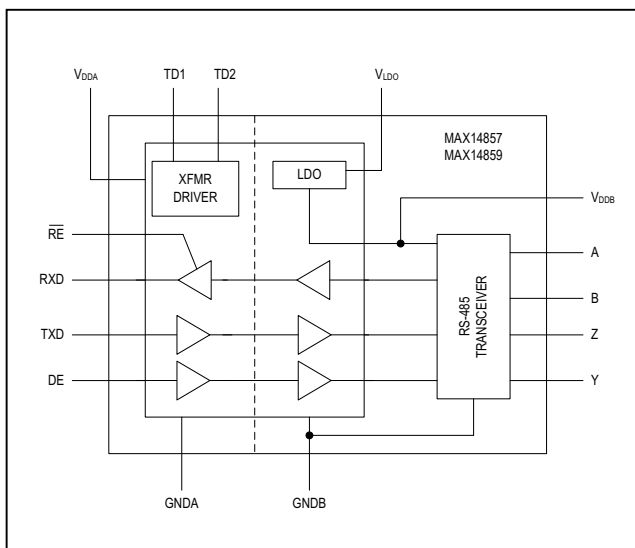 VDDA TD1 TD2 VLDO
MAX14857
MAX14859
XFMR
DRIVER
LDO
VDDB
RE
A
RXD
B
RS-485
TRANSCEIVER
TXD
Z
DE
Y
GNDA GNDB